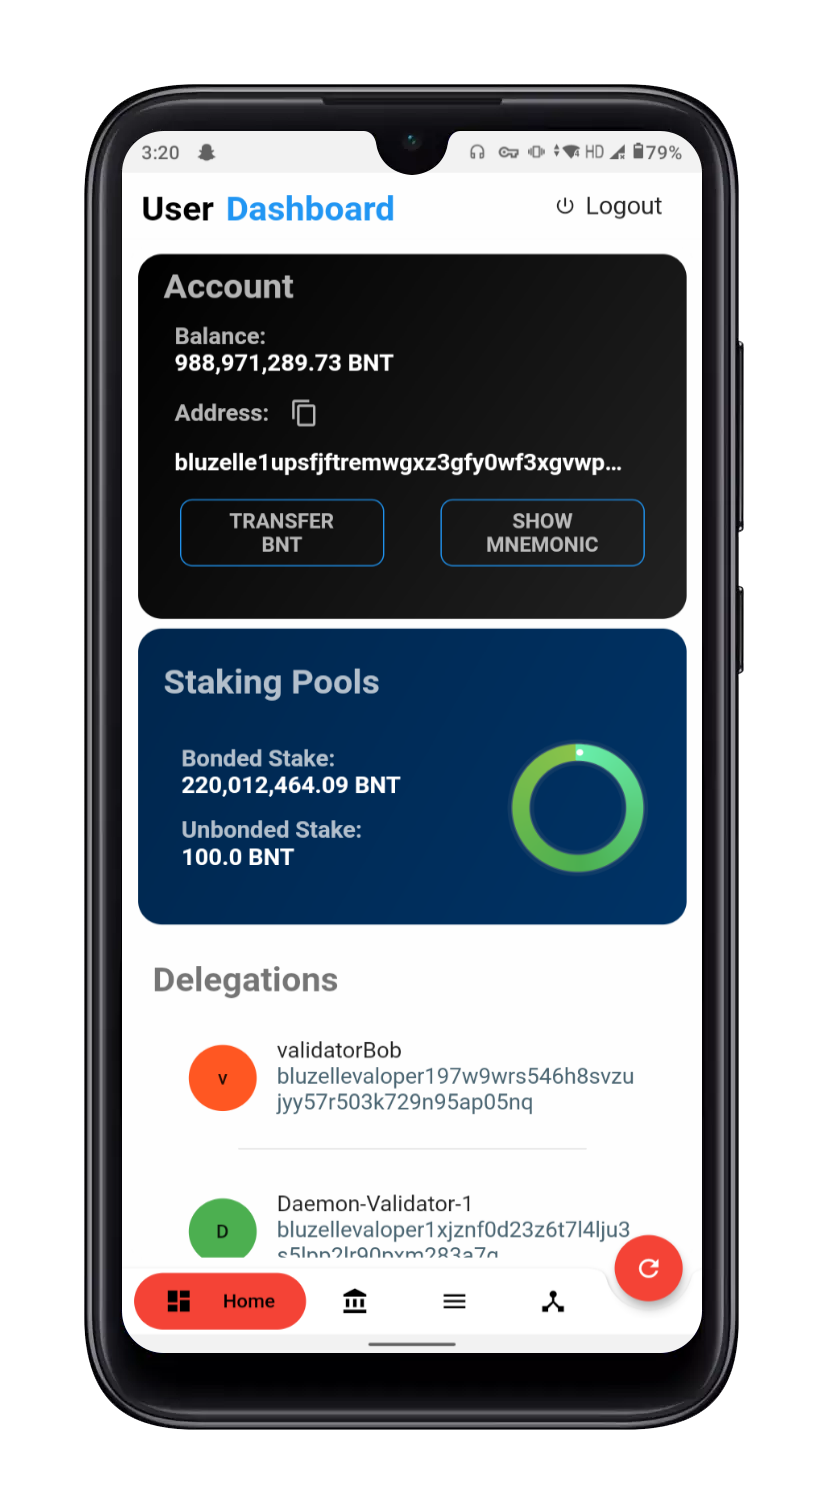 3:20 HD 79%
User Dashboard Logout
Account
Balance:
988,971,289.73 BNT
Address:
bluzelle1upsfjftremwgxz3gfy0wf3xgvwp...
TRANSFER
BNT
SHOW
MNEMONIC
Staking Pools
Bonded Stake:
220,012,464.09 BNT
Unbonded Stake:
100.0 BNT
Delegations
v
validatorBob
bluzellevaloper197w9wrs546h8svzu
jyy57r503k729n95ap05nq
D
Daemon-Validator-1
bluzellevaloper1xjznf0d23z6t7l4lju3
Home